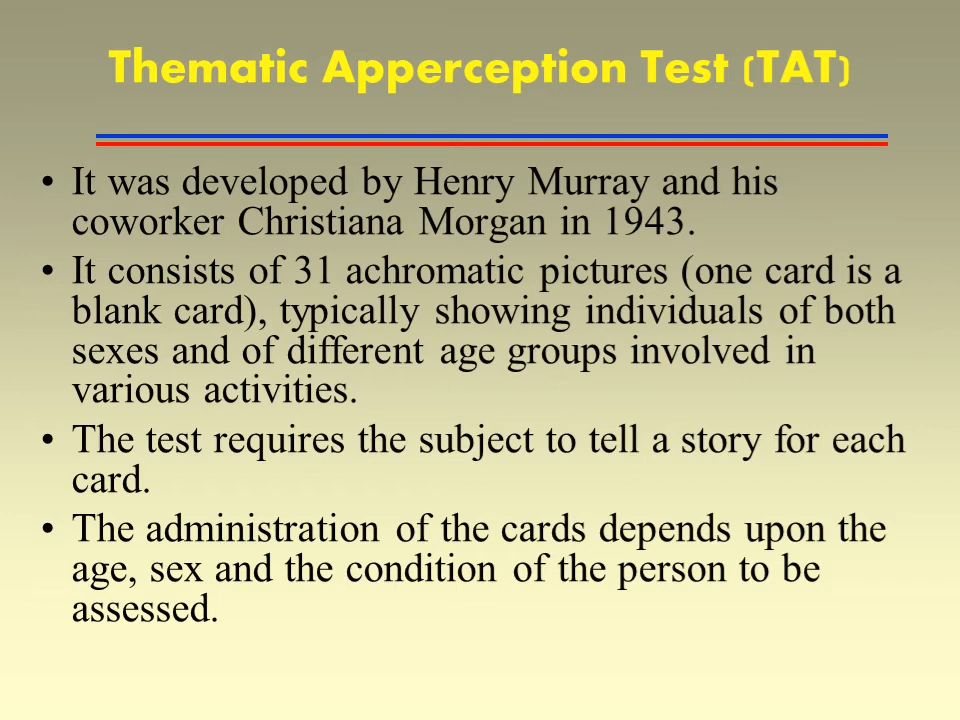 Thematic Apperception Test (TAT)
• It was developed by Henry Murray and his
coworker Christiana Morgan in 1943.
• It consists of 31 achromatic pictures (one card is a
blank card), typically showing individuals of both
sexes and of different age groups involved in
various activities.
• The test requires the subject to tell a story for each
card.
• The administration of the cards depends upon the
age, sex and the condition of the person to be
assessed.